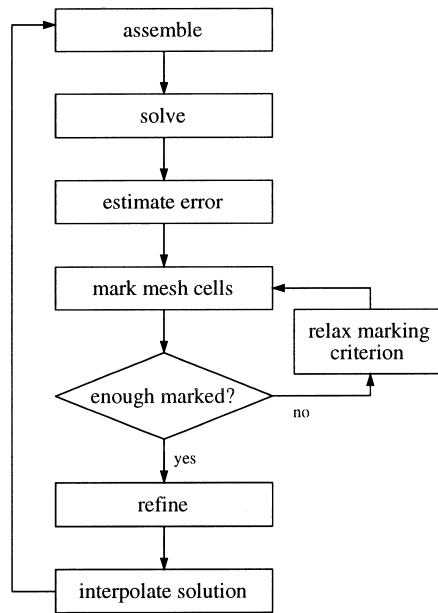 assemble
solve
estimate error
mark mesh cells
relax marking
criterion
enough marked?
no
yes
refine
interpolate solution